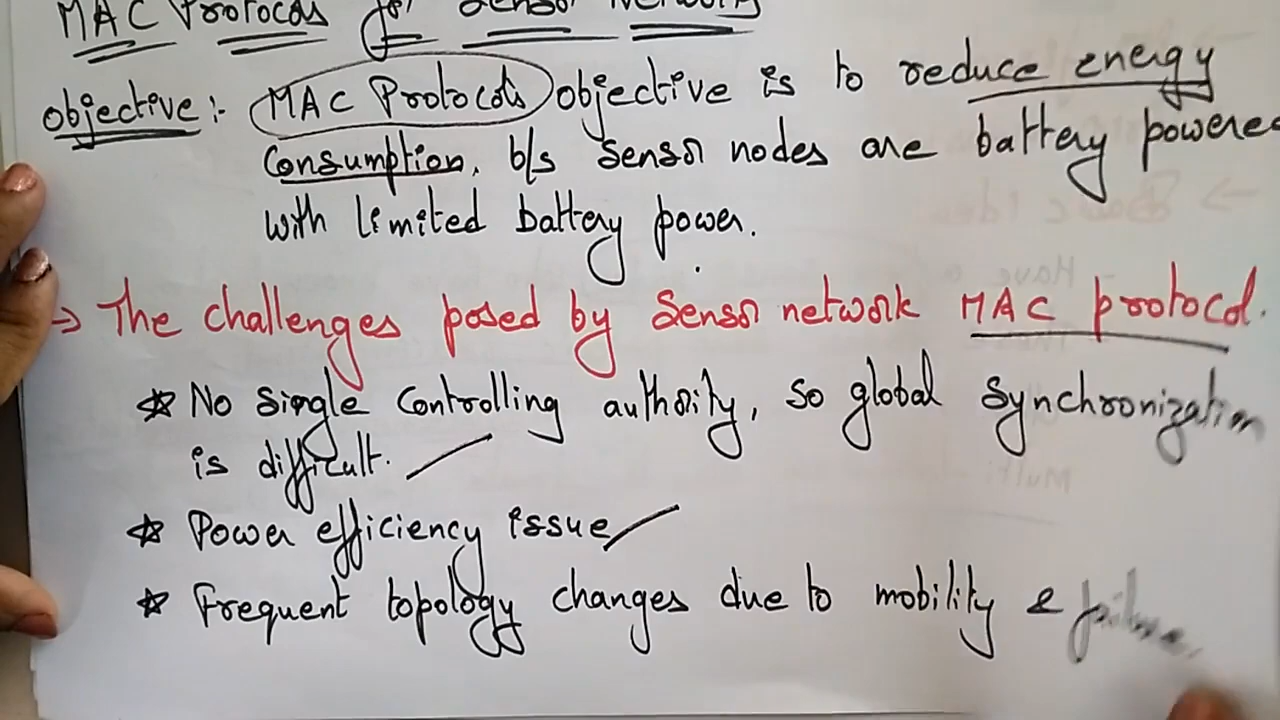 MAC Protocols for Sensor Network
objective :- MAC Protocols objective is to reduce energy
Consumption, b/s sensor nodes are battery powered
with limited battery power.
→ The challenges posed by Sensor network MAC protocol.
☆ No single Controlling authority, so global Synchronization
is difficult.
☆ Power efficiency issue
☆ Frequent topology changes due to mobility & failure.